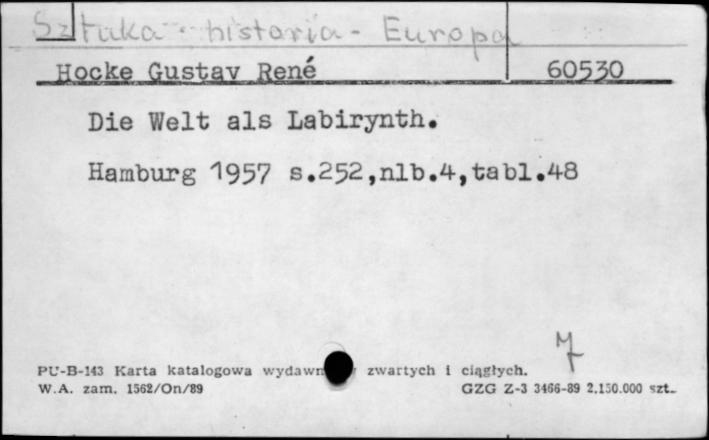 Sztuka - historia - Europa
Hocke Gustav René 60530
Die Welt als Labirynth.
Hamburg 1957 s.252,nlb.4,tabl.48
PU-B-143 Karta katalogowa zwartych i ciągłych.
W.A. zam. 1562/On/89 GZG Z-3 3466-89 2.150.000 szt.